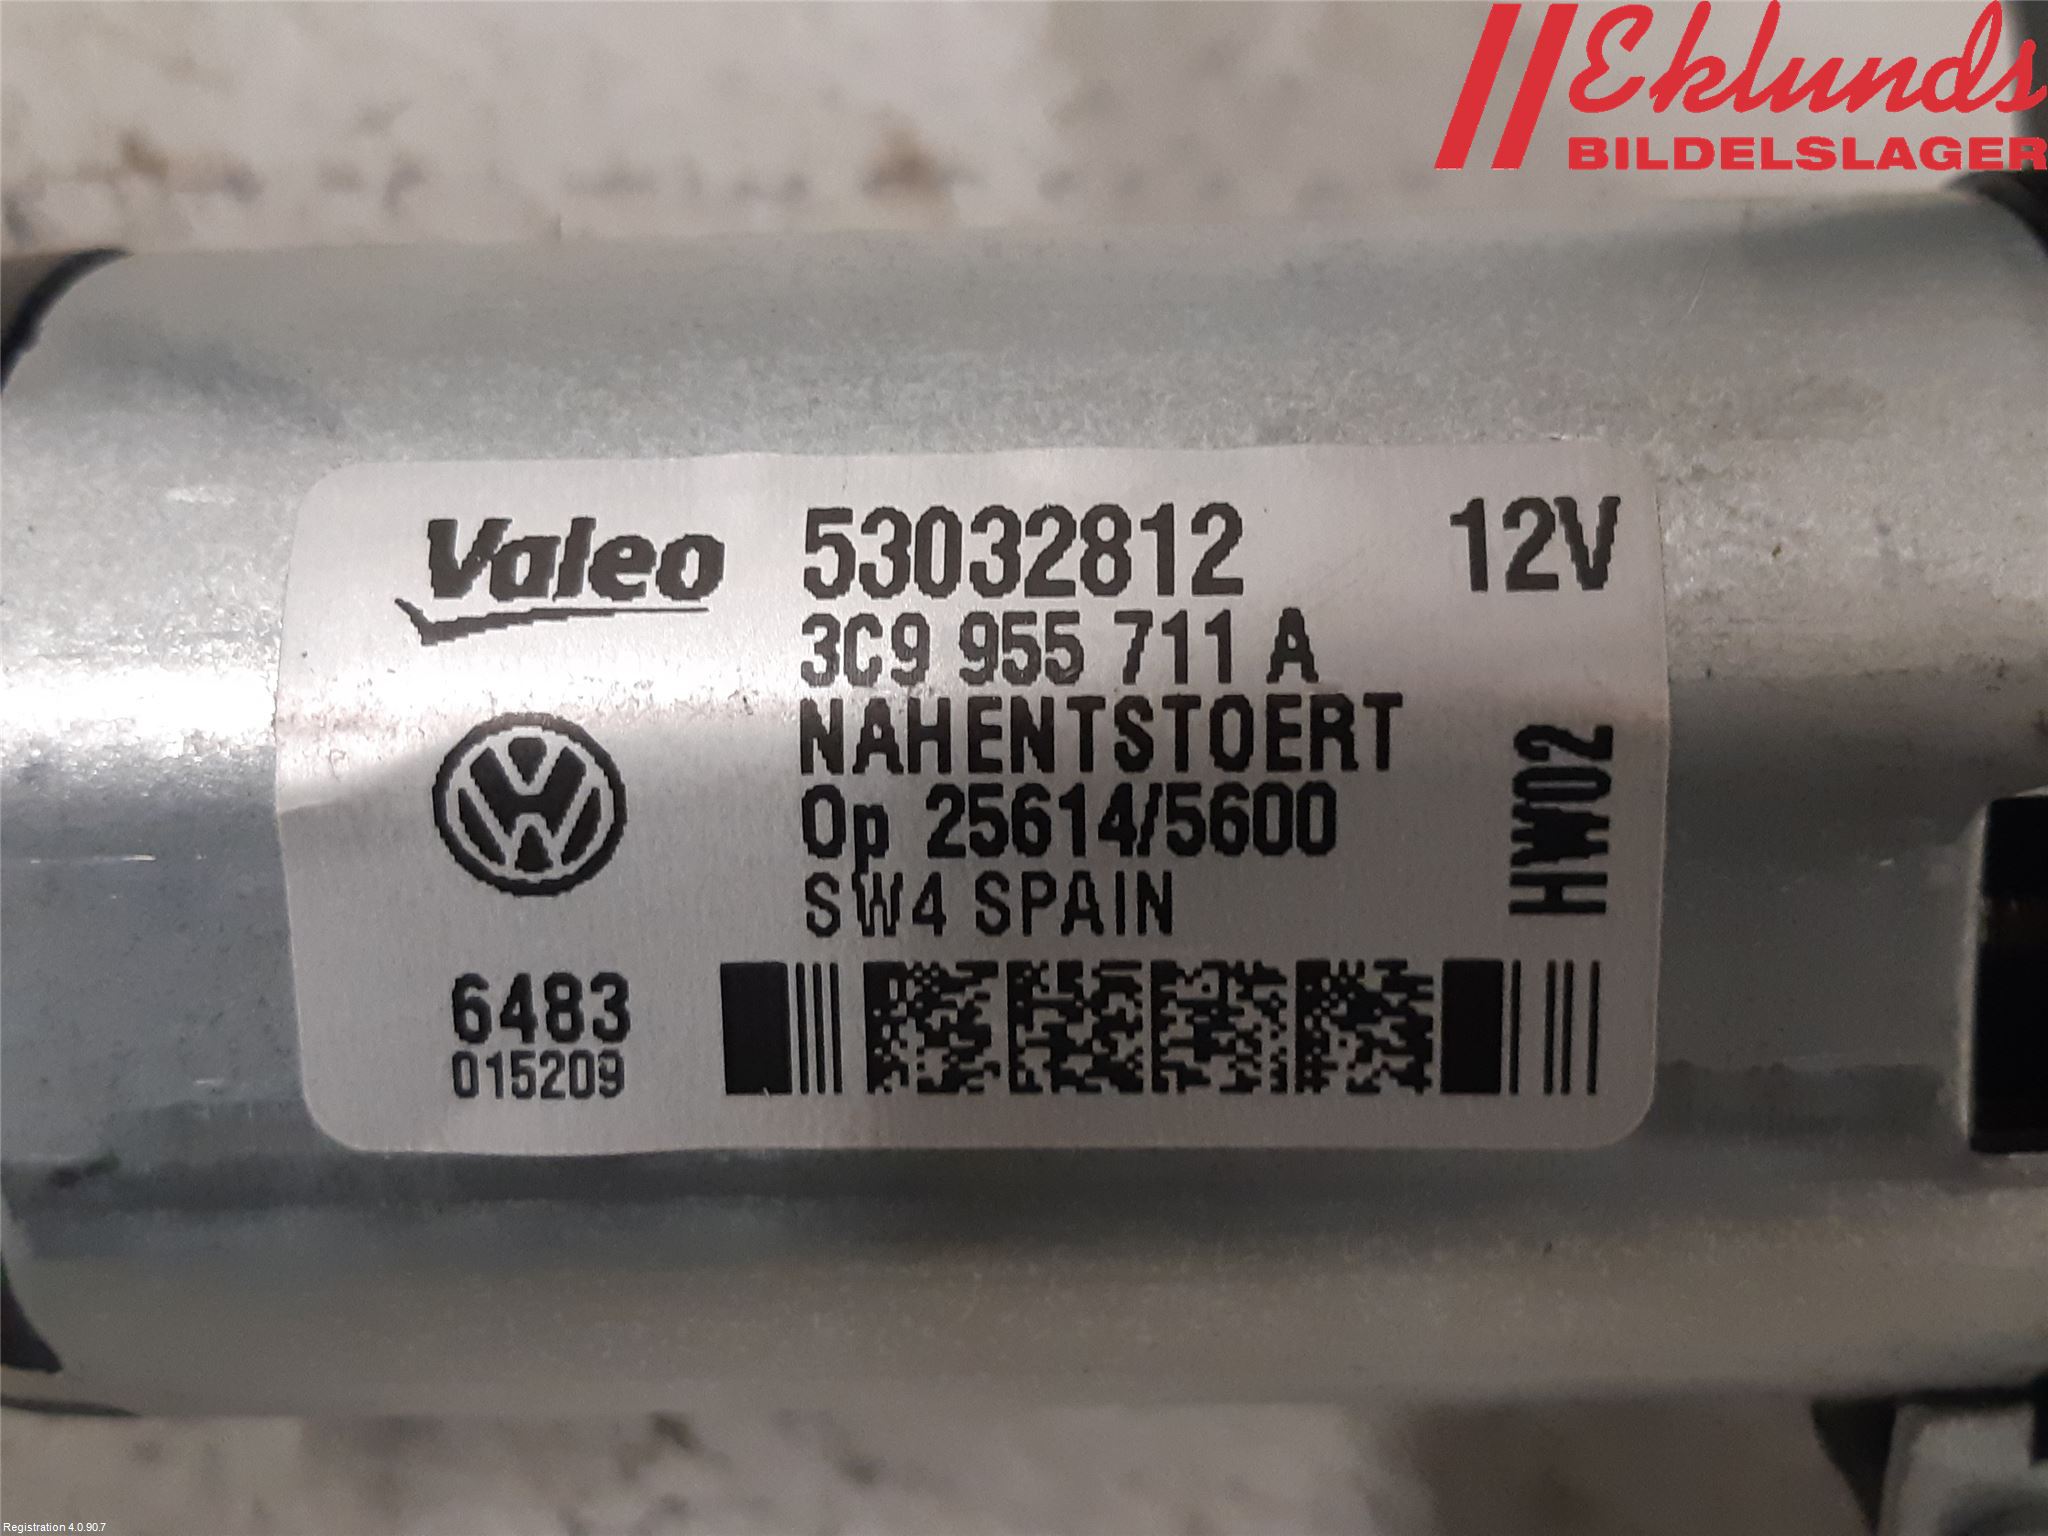 Eklunds
BILDELSLAGER
Valeo 53032812 12V
3C9 955 711 A
NAHENTSTOERT
Op 25614/5600
SW4 SPAIN
HW02
6483
015209
Registration 4.0.90.7